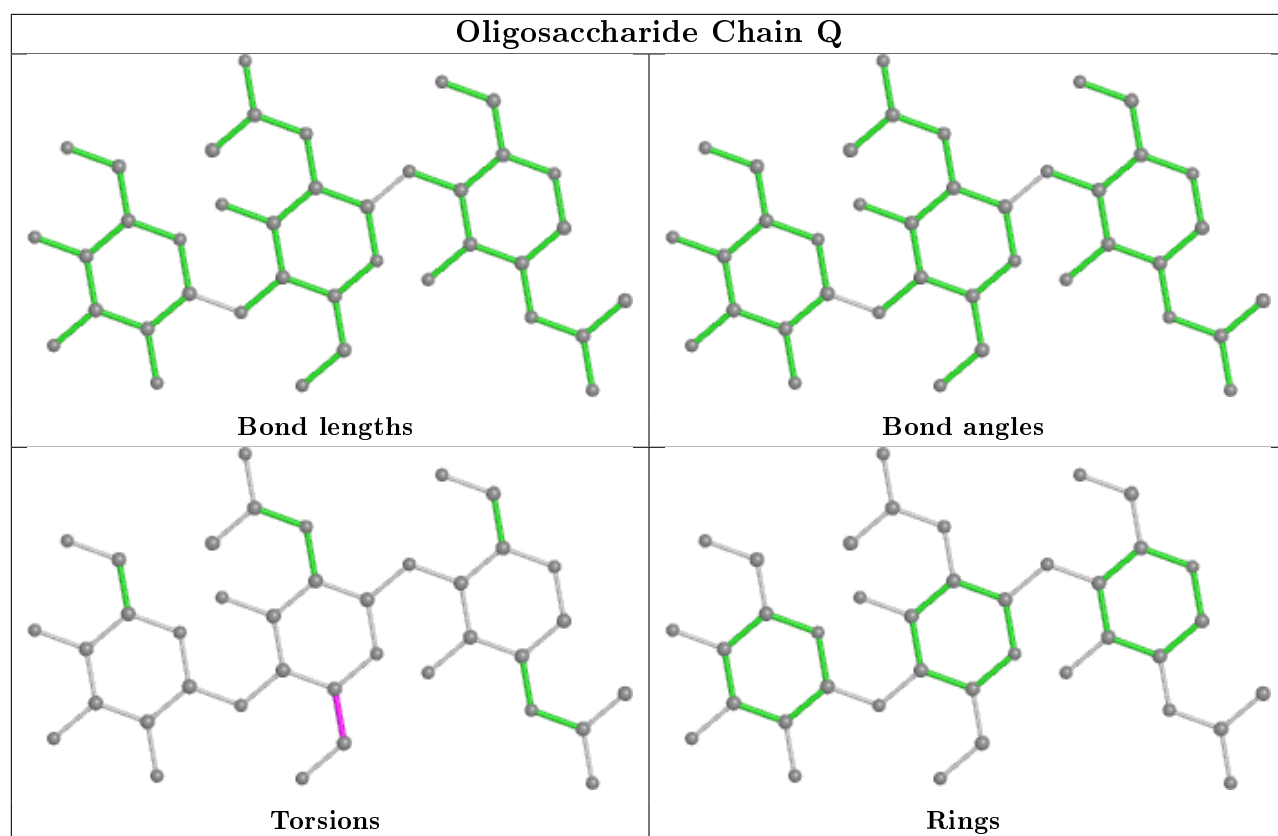 Oligosaccharide Chain Q
Bond lengths
Bond angles
Torsions
Rings